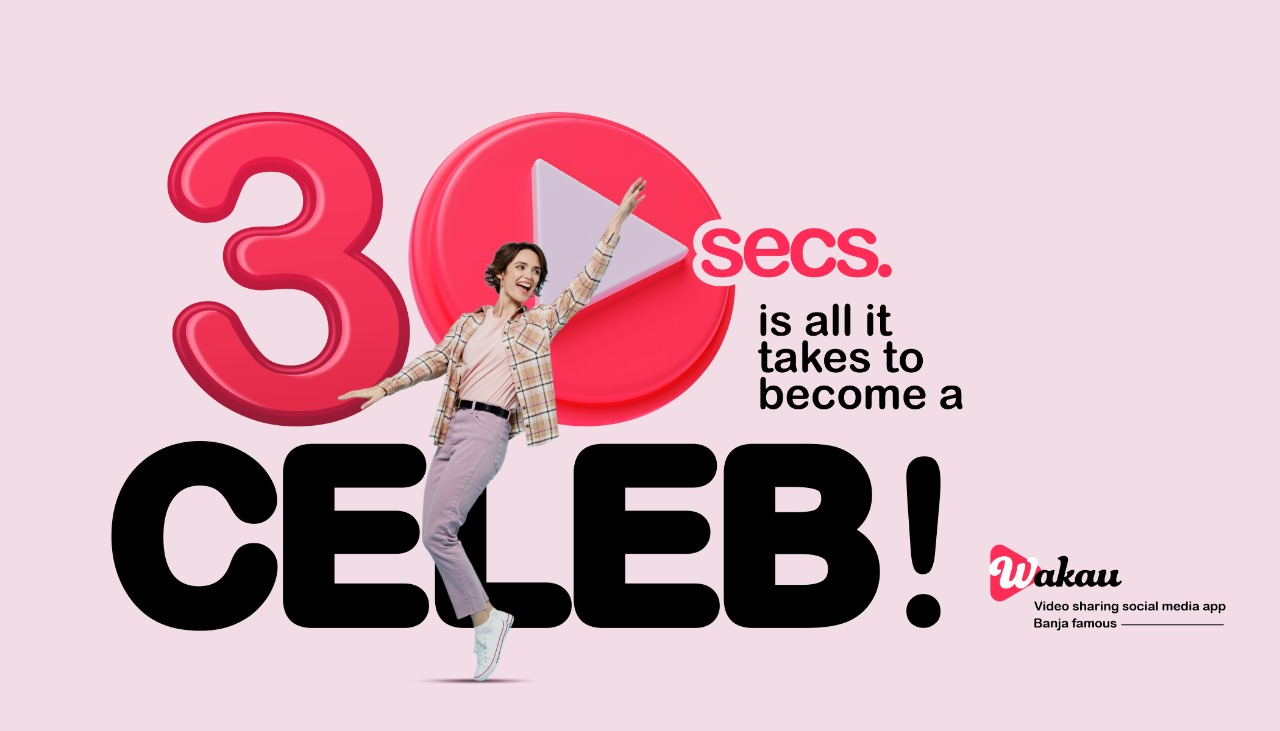 30
secs.
is all it
takes to
become a
CELEB!
Wakau
Video sharing social media app
Banja famous